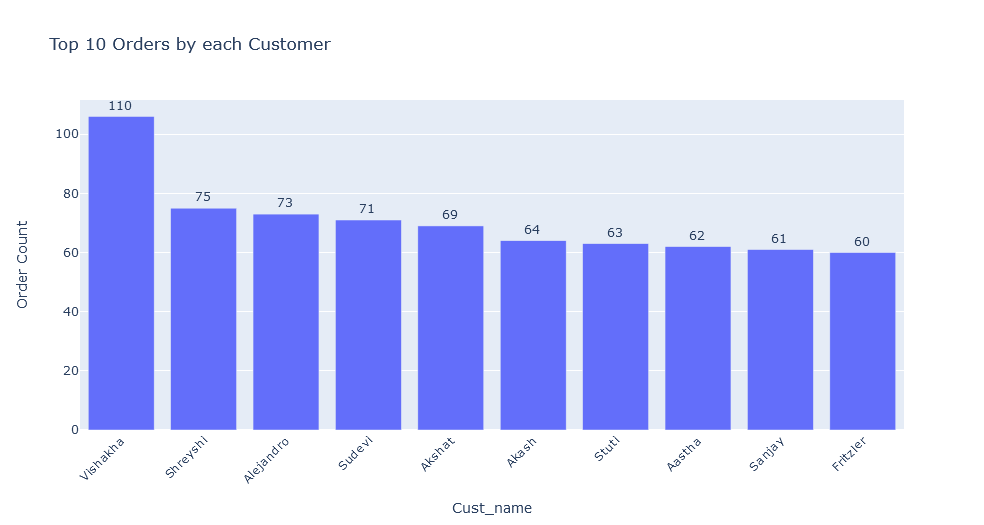 Top 10 Orders by each Customer
110
75
73
71
69
64
63
62
61
60
100
80
60
40
20
0
Order Count
Vishakha
Shreyshi
Alejandro
Sudevi
Akshat
Akash
Stuti
Aastha
Sanjay
Fritzler
Cust_name